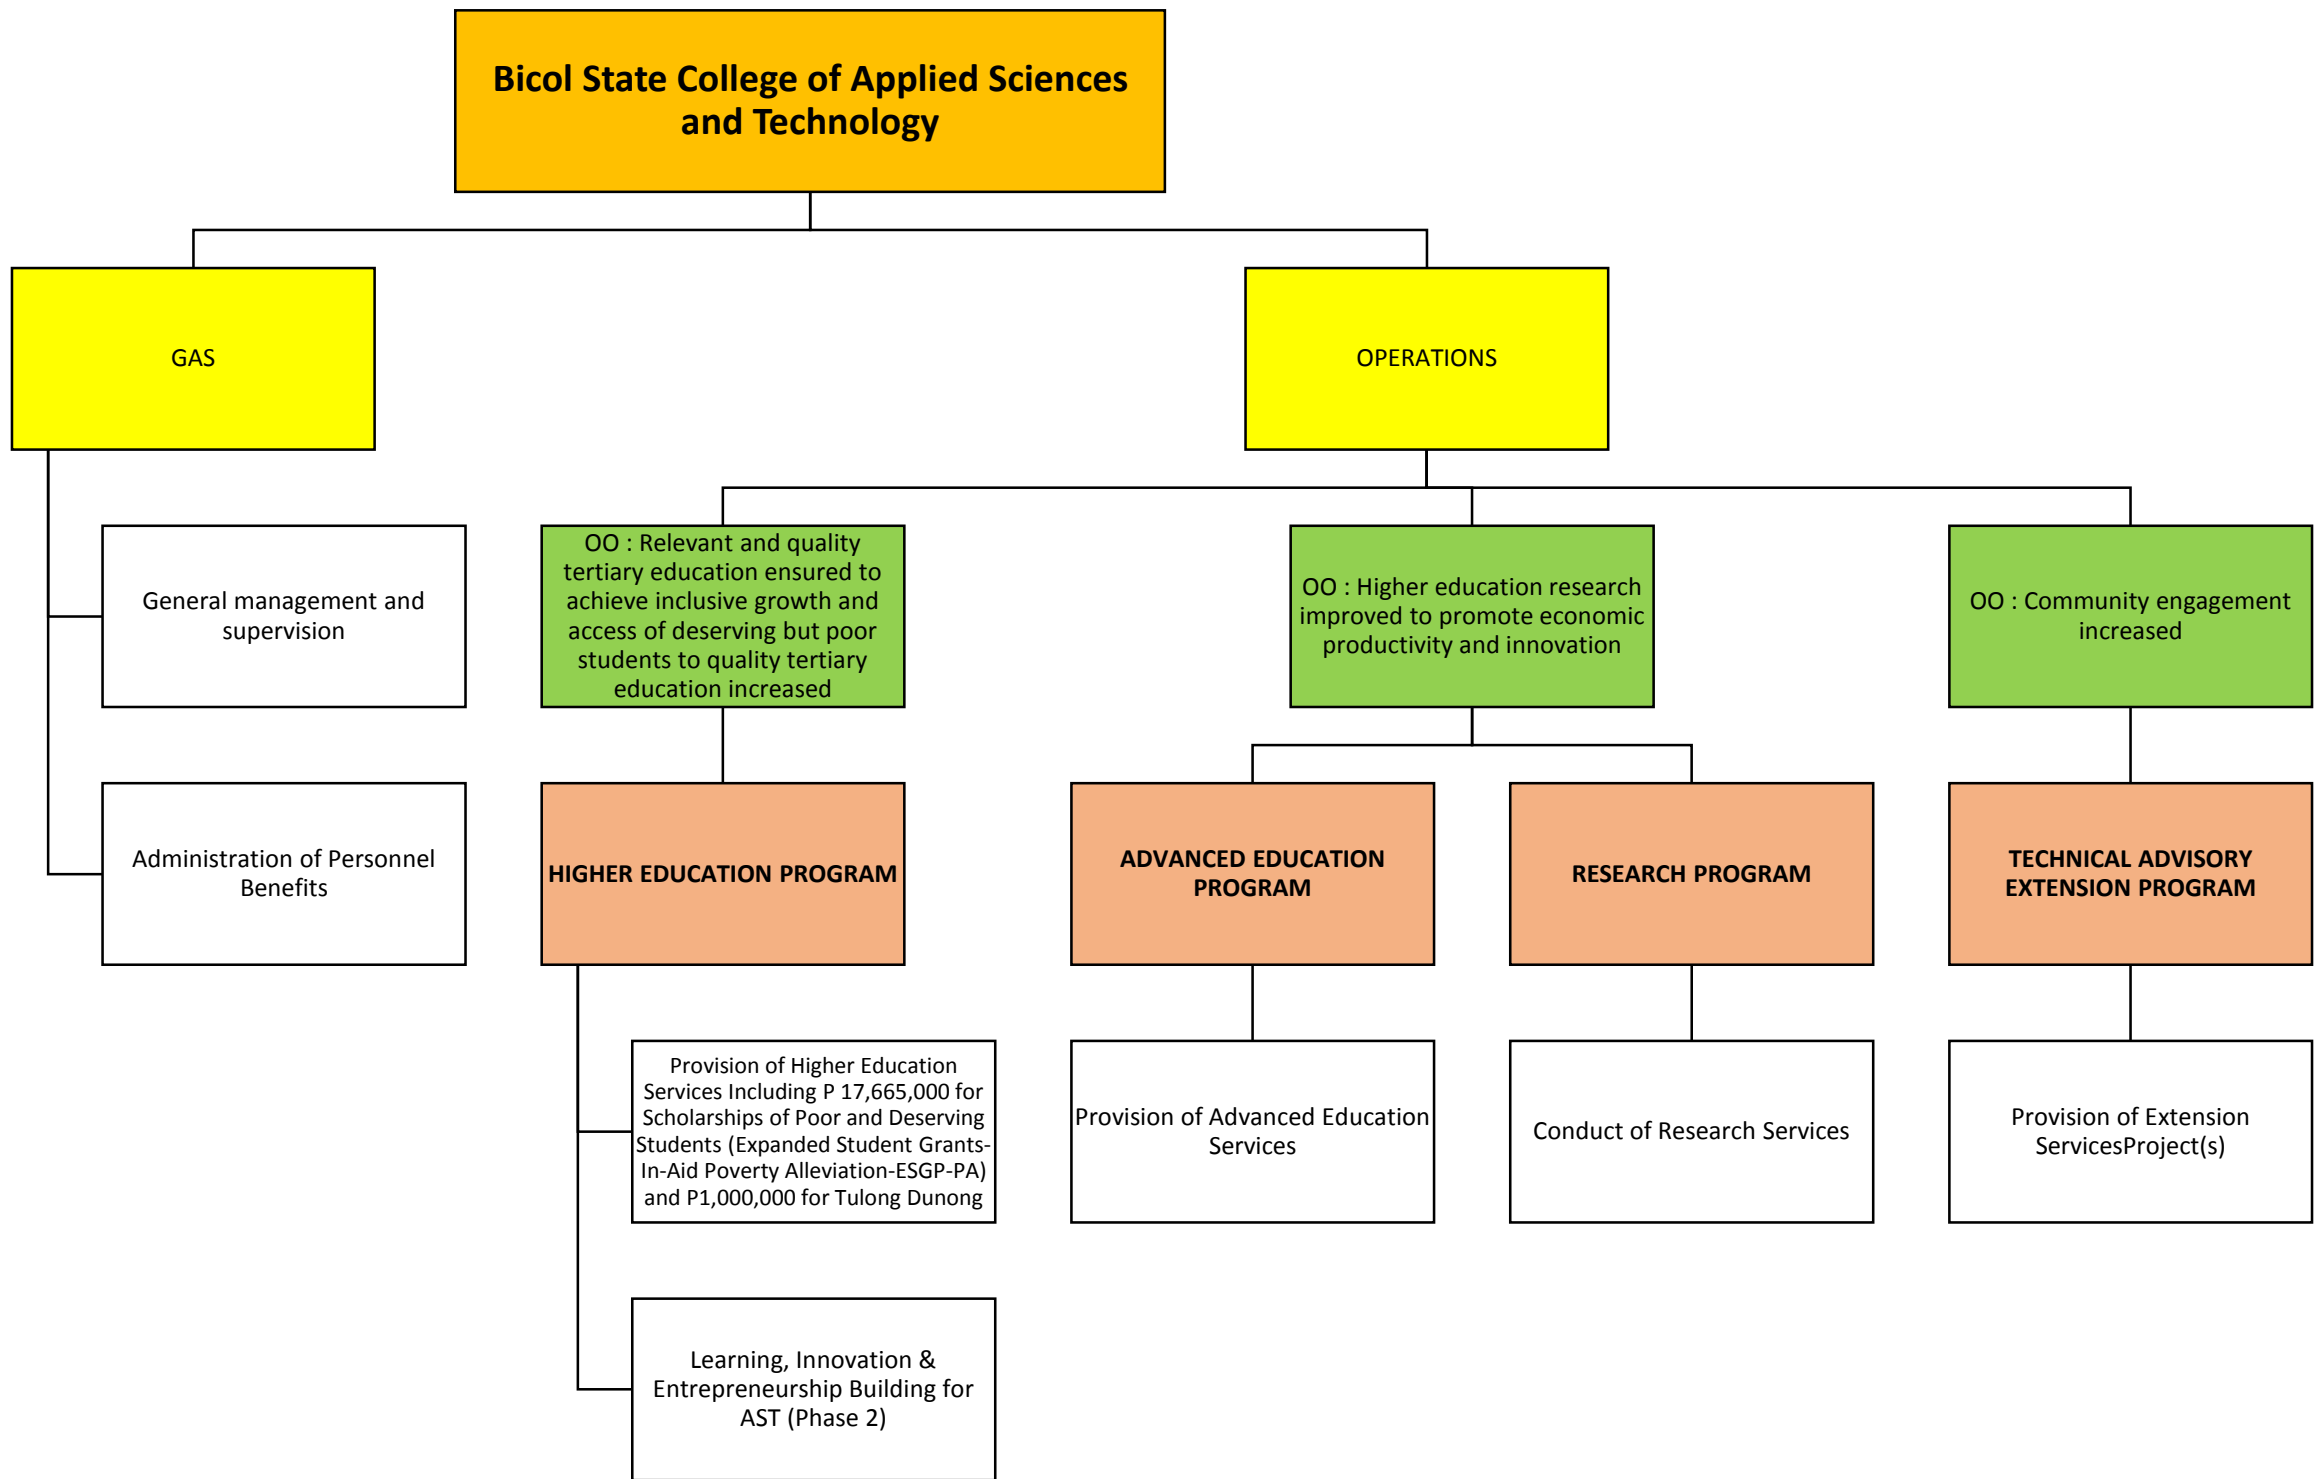 Bicol State College of Applied Sciences
and Technology
GAS
OPERATIONS
General management and
supervision
OO : Relevant and quality
tertiary education ensured to
achieve inclusive growth and
access of deserving but poor
students to quality tertiary
education increased
OO : Higher education research
improved to promote economic
productivity and innovation
OO : Community engagement
increased
Administration of Personnel
Benefits
HIGHER EDUCATION PROGRAM
ADVANCED EDUCATION
PROGRAM
RESEARCH PROGRAM
TECHNICAL ADVISORY
EXTENSION PROGRAM
Provision of Higher Education
Services Including P 17,665,000 for
Scholarships of Poor and Deserving
Students (Expanded Student Grants-
In-Aid Poverty Alleviation-ESGP-PA)
and P1,000,000 for Tulong Dunong
Provision of Advanced Education
Services
Conduct of Research Services
Provision of Extension
ServicesProject(s)
Learning, Innovation &
Entrepreneurship Building for
AST (Phase 2)